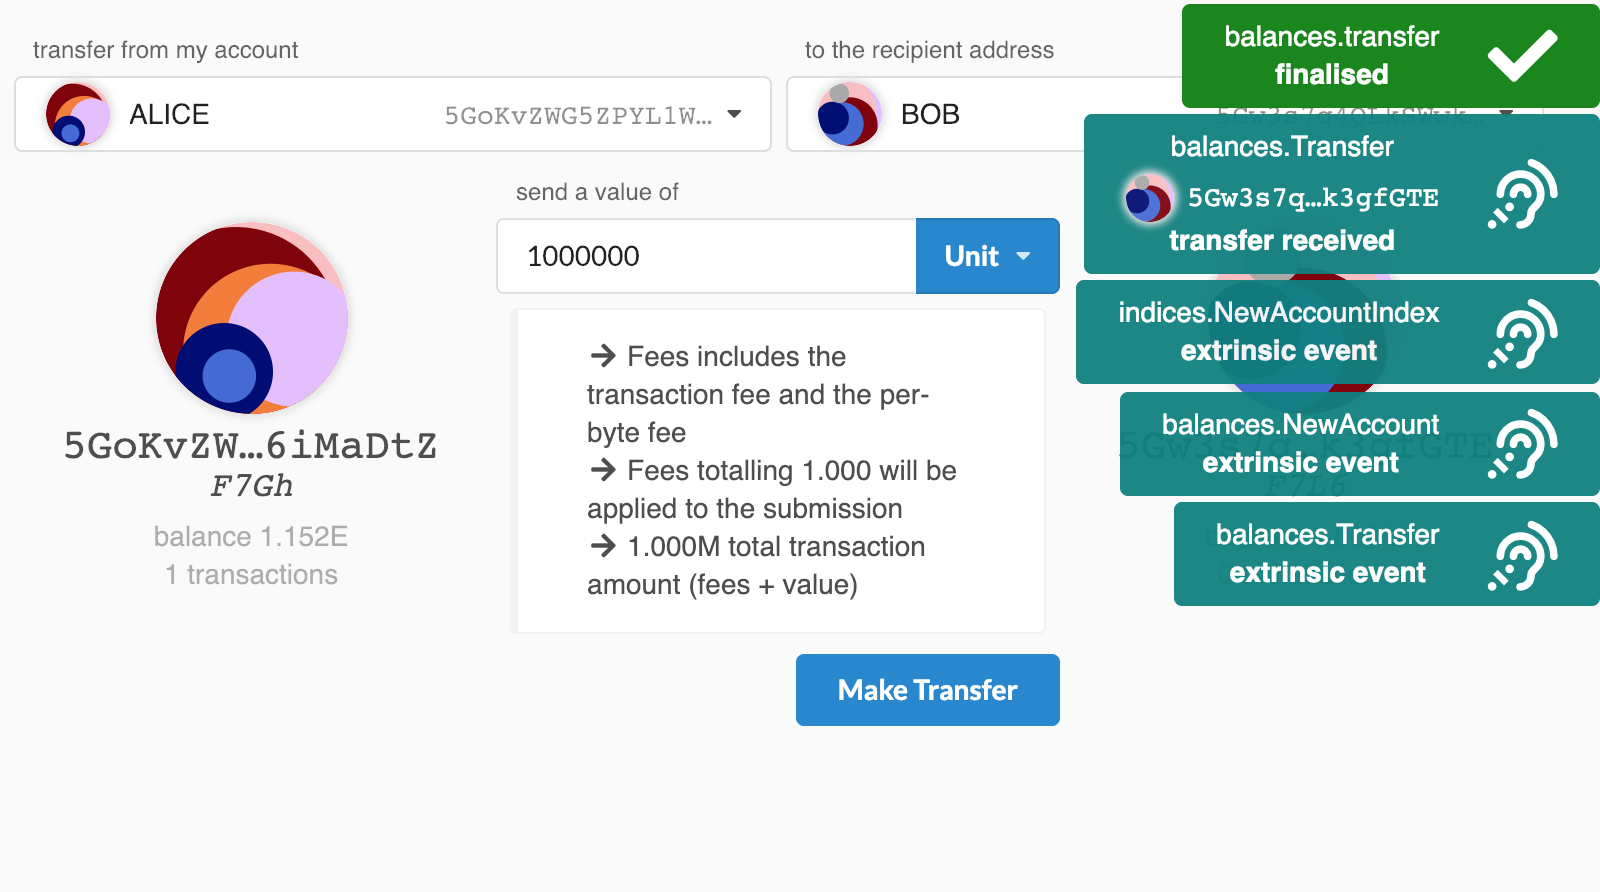 transfer from my account
ALICE 5GoKvZWG5ZPYL1W…
to the recipient address
BOB
send a value of
1000000 Unit
→ Fees includes the
transaction fee and the per-
byte fee
→ Fees totalling 1.000 will be
applied to the submission
→ 1.000M total transaction
amount (fees + value)
Make Transfer
5GoKvZW…6iMaDtZ
F7Gh
balance 1.152E
1 transactions
balances.transfer
finalised
balances.Transfer
5Gw3s7q…k3gfGTE
transfer received
indices.NewAccountIndex
extrinsic event
balances.NewAccount
extrinsic event
5Gw3s7q…k3gfGTE
F7L6
balances.Transfer
extrinsic event